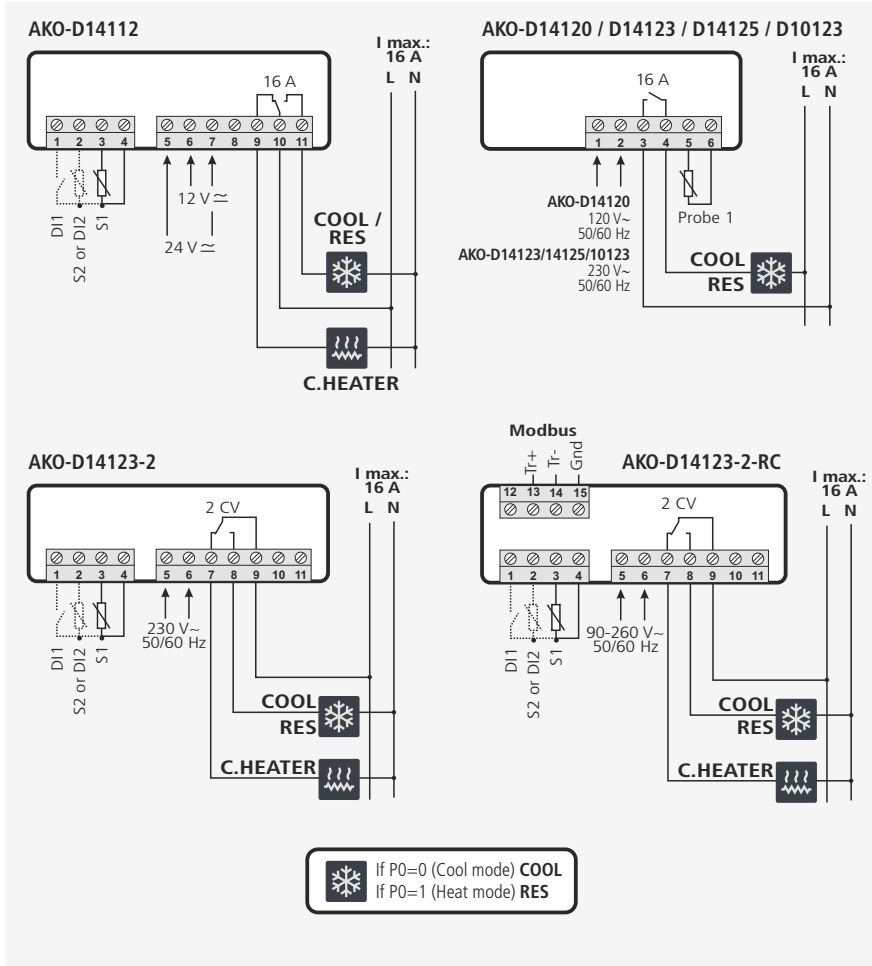 AKO-D14112
I max.:
16 A
L N
16 A
1 2 3 4 5 6 7 8 9 10 11
DI1
S2 or DI2
S1
12 V ⎓
24 V ⎓
COOL /
RES
C.HEATER
AKO-D14120 / D14123 / D14125 / D10123
I max.:
16 A
L N
16 A
1 2 3 4 5 6
AKO-D14120
120 V~
50/60 Hz
AKO-D14123/14125/10123
230 V~
50/60 Hz
Probe 1
COOL
RES
AKO-D14123-2
I max.:
16 A
L N
2 CV
1 2 3 4 5 6 7 8 9 10 11
DI1
S2 or DI2
S1
230 V~
50/60 Hz
COOL
RES
C.HEATER
Modbus
Tr+
Tr-
Gnd
AKO-D14123-2-RC
I max.:
16 A
L N
12 13 14 15
2 CV
1 2 3 4 5 6 7 8 9 10 11
DI1
S2 or DI2
S1
90-260 V~
50/60 Hz
COOL
RES
C.HEATER
If P0=0 (Cool mode) COOL
If P0=1 (Heat mode) RES